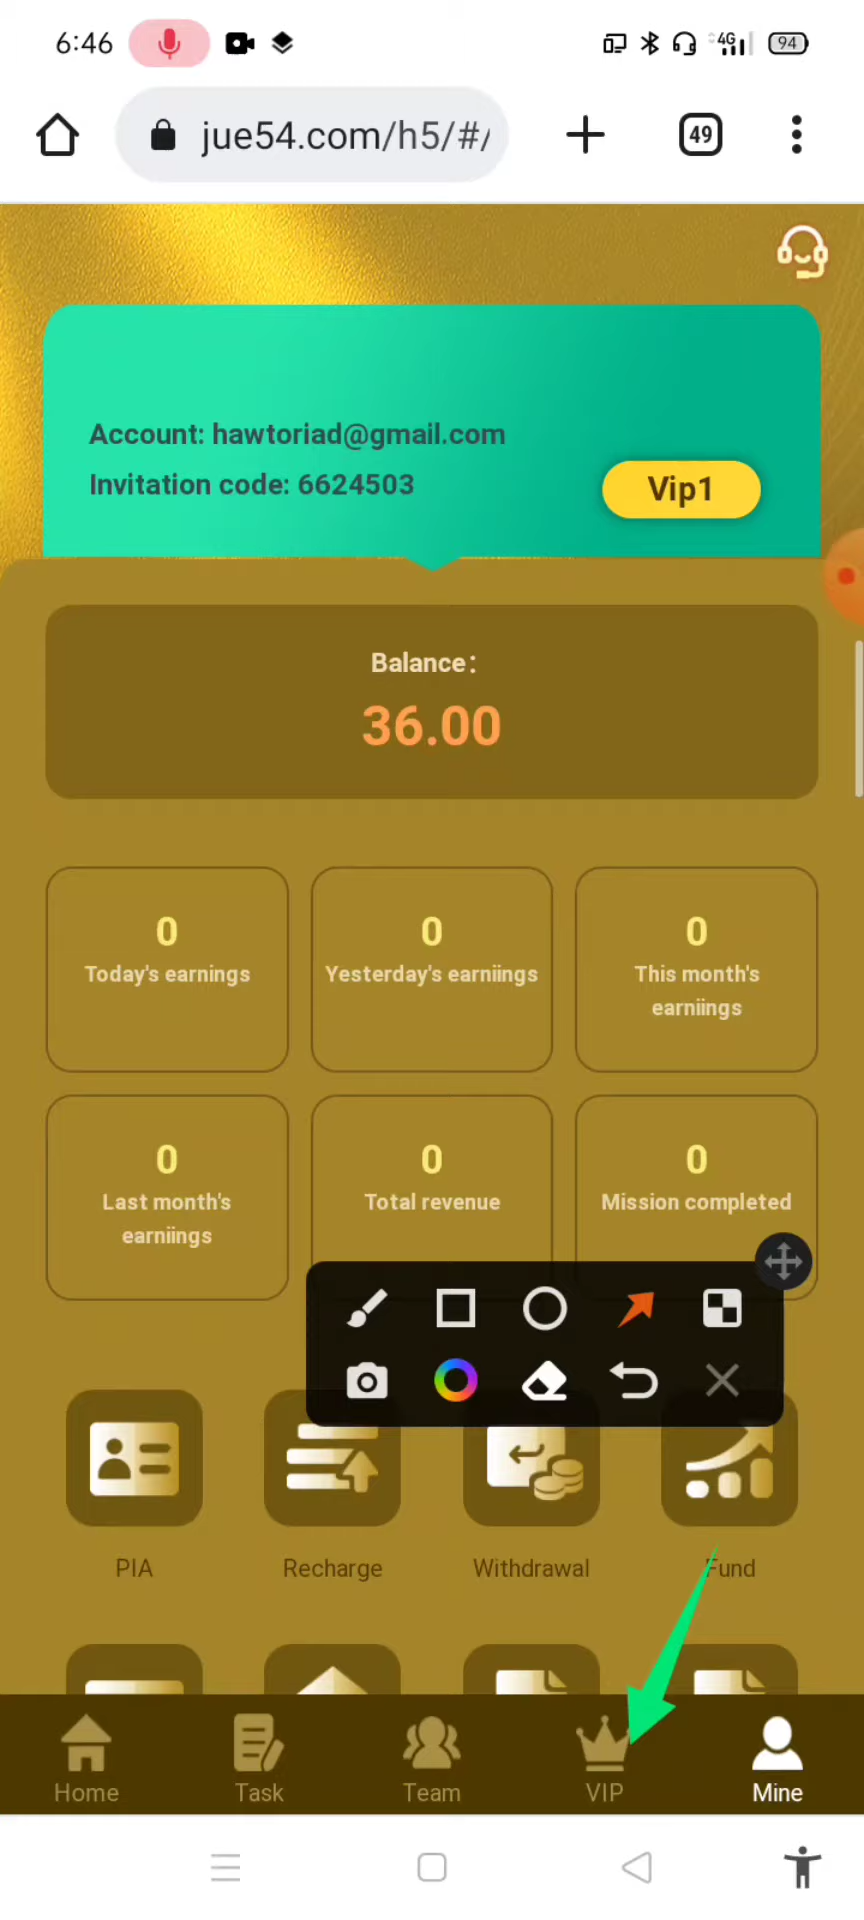 6:46
4G
94
jue54.com/h5/#/
49
Account: hawtoriad@gmail.com
Invitation code: 6624503
Vip1
Balance:
36.00
0
Today's earnings
0
Yesterday's earniings
0
This month's
earniings
0
Last month's
earniings
0
Total revenue
0
Mission completed
PIA
Recharge
Withdrawal
Fund
Home
Task
Team
VIP
Mine